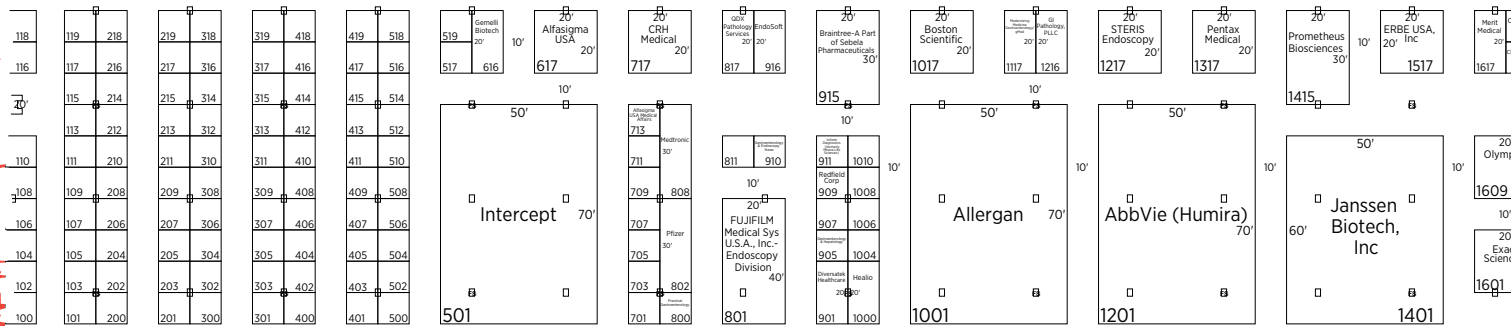 118
116
20'
110
108
106
104
102
100
119 218
117 216
115 214
113 212
111 210
109 208
107 206
105 204
103 202
101 200
219 318
217 316
215 314
213 312
211 310
209 308
207 306
205 304
203 302
201 300
319 418
317 416
315 414
313 412
311 410
309 408
307 406
305 404
303 402
301 400
419 518
417 516
415 514
413 512
411 510
409 508
407 506
405 504
403 502
401 500
519
Gemelli
Biotech
20'
517 616
10'
20'
Alfasigma
USA
20'
617
10'
50'
Intercept
70'
501
20'
CRH
Medical
20'
717
Alfasigma
USA Medical
Affairs
713
Medtronic
30'
711
709 808
707
Pfizer
30'
705
703 802
Practical
Gastroenterology
701 800
QDX
Pathology
Services
20'
EndoSoft
20'
817 916
811 910
10'
20'
FUJIFILM
Medical Sys
U.S.A., Inc.-
Endoscopy
Division
40'
801
20'
Braintree-A Part
of Sebela
Pharmaceuticals
30'
915
10'
911 1010
Redfield
Corp
909 1008
907 1006
Gastroenterology
& Hepatology
905 1004
Diversatek
Healthcare
Healio
20' 20'
901 1000
10'
20'
Boston
Scientific
20'
1017
GI
Pathology,
PLLC
20'
1117 1216
10'
50'
Allergan
70'
1001
10'
20'
STERIS
Endoscopy
20'
1217
20'
Pentax
Medical
20'
1317
50'
AbbVie (Humira)
70'
1201
10'
20'
Prometheus
Biosciences
30'
1415
10'
20'
ERBE USA,
Inc
20'
1517
50'
Janssen
Biotech,
Inc
60'
1401
10'
Merit
Medical
20'
1617
20
Olymp
1609
10'
20
Exac
Scienc
1601